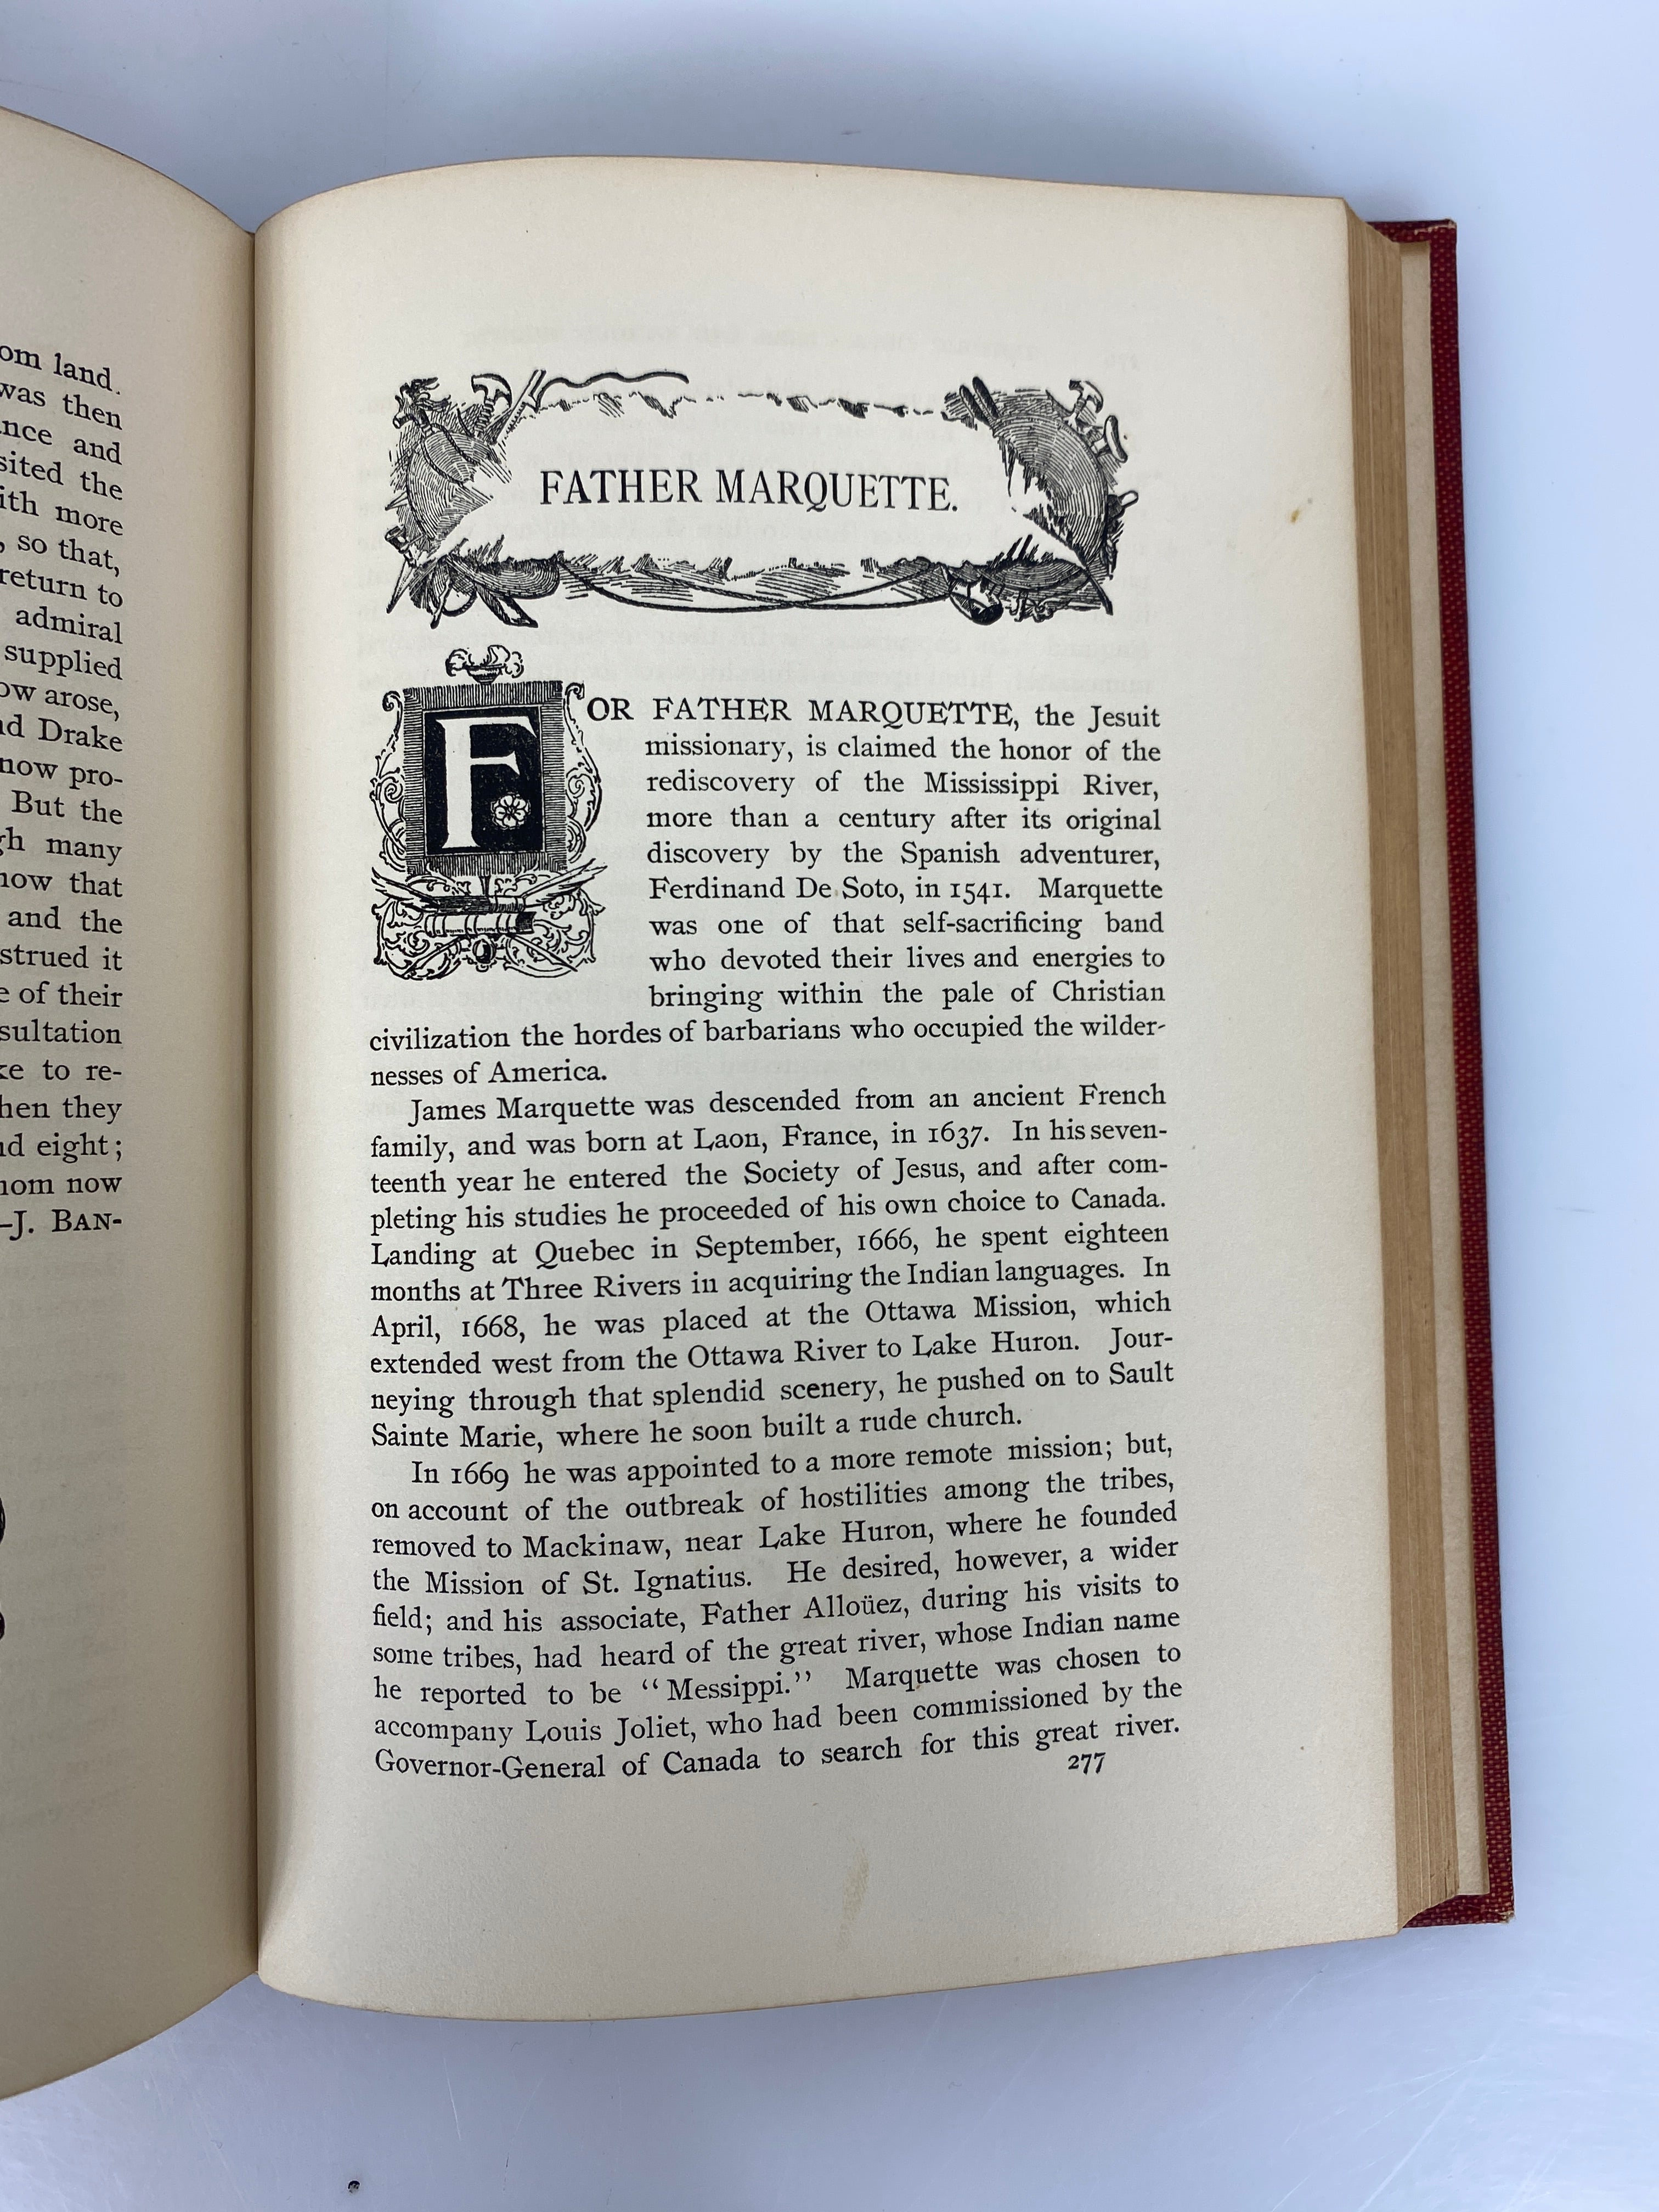 om land.
was then
nce and
sited the
ith more
, so that,
return to
admiral
supplied
ow arose,
nd Drake
now pro-
But the
gh many
now that
and the
strued it
e of their
sultation
ke to re-
hen they
nd eight;
hom now
—J. BAN-
FATHER MARQUETTE.
FOR FATHER MARQUETTE, the Jesuit
missionary, is claimed the honor of the
rediscovery of the Mississippi River,
more than a century after its original
discovery by the Spanish adventurer,
Ferdinand De Soto, in 1541. Marquette
was one of that self-sacrificing band
who devoted their lives and energies to
bringing within the pale of Christian
civilization the hordes of barbarians who occupied the wilder-
nesses of America.
James Marquette was descended from an ancient French
family, and was born at Laon, France, in 1637. In his seven-
teenth year he entered the Society of Jesus, and after com-
pleting his studies he proceeded of his own choice to Canada.
Landing at Quebec in September, 1666, he spent eighteen
months at Three Rivers in acquiring the Indian languages. In
April, 1668, he was placed at the Ottawa Mission, which
extended west from the Ottawa River to Lake Huron. Jour-
neying through that splendid scenery, he pushed on to Sault
Sainte Marie, where he soon built a rude church.
In 1669 he was appointed to a more remote mission; but,
on account of the outbreak of hostilities among the tribes,
removed to Mackinaw, near Lake Huron, where he founded
the Mission of St. Ignatius. He desired, however, a wider
field; and his associate, Father Alloüez, during his visits to
some tribes, had heard of the great river, whose Indian name
he reported to be "Messippi." Marquette was chosen to
accompany Louis Joliet, who had been commissioned by the
Governor-General of Canada to search for this great river.
277